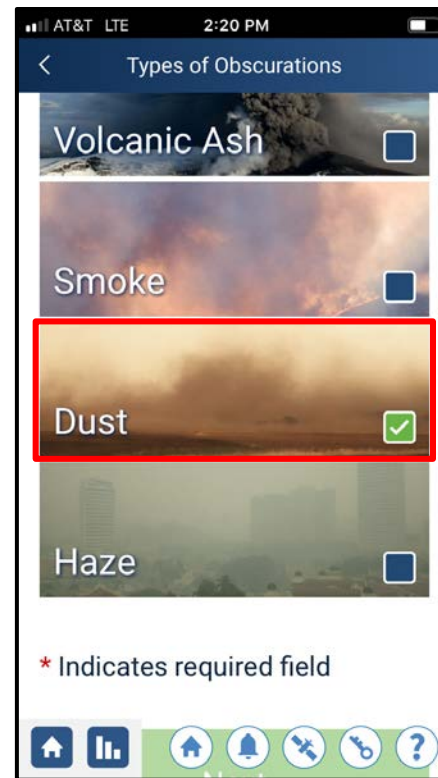 AT&T LTE 2:20 PM
Types of Obscurations
Volcanic Ash
Smoke
Dust
Haze
* Indicates required field
?